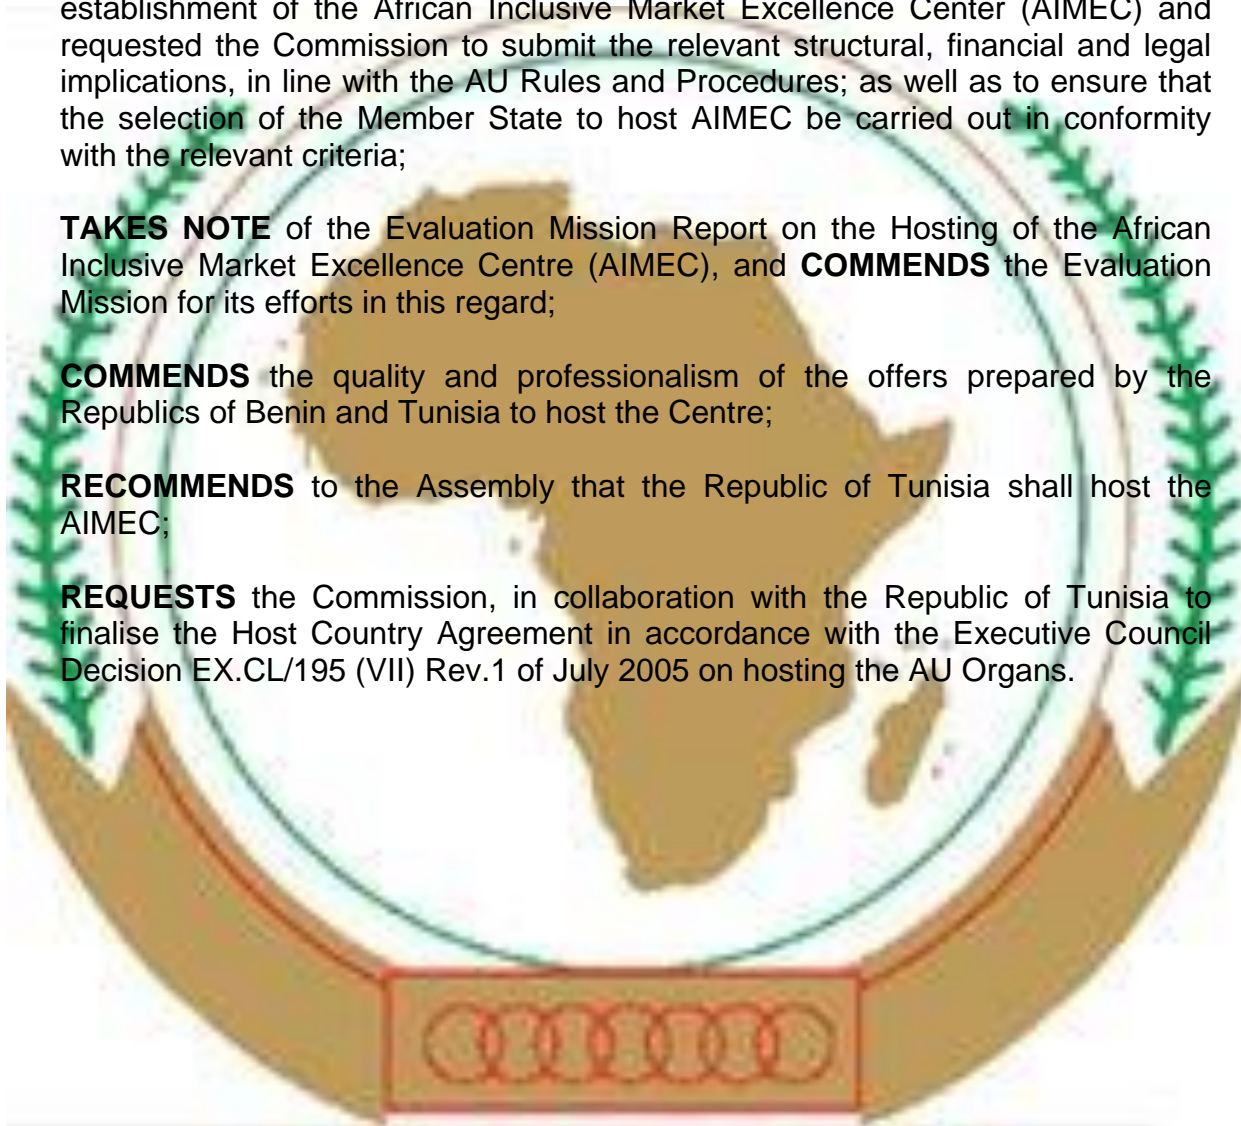 establishment of the African Inclusive Market Excellence Center (AIMEC) and
requested the Commission to submit the relevant structural, financial and legal
implications, in line with the AU Rules and Procedures; as well as to ensure that
the selection of the Member State to host AIMEC be carried out in conformity
with the relevant criteria;
TAKES NOTE of the Evaluation Mission Report on the Hosting of the African
Inclusive Market Excellence Centre (AIMEC), and COMMENDS the Evaluation
Mission for its efforts in this regard;
COMMENDS the quality and professionalism of the offers prepared by the
Republics of Benin and Tunisia to host the Centre;
RECOMMENDS to the Assembly that the Republic of Tunisia shall host the
AIMEC;
REQUESTS the Commission, in collaboration with the Republic of Tunisia to
finalise the Host Country Agreement in accordance with the Executive Council
Decision EX.CL/195 (VII) Rev.1 of July 2005 on hosting the AU Organs.